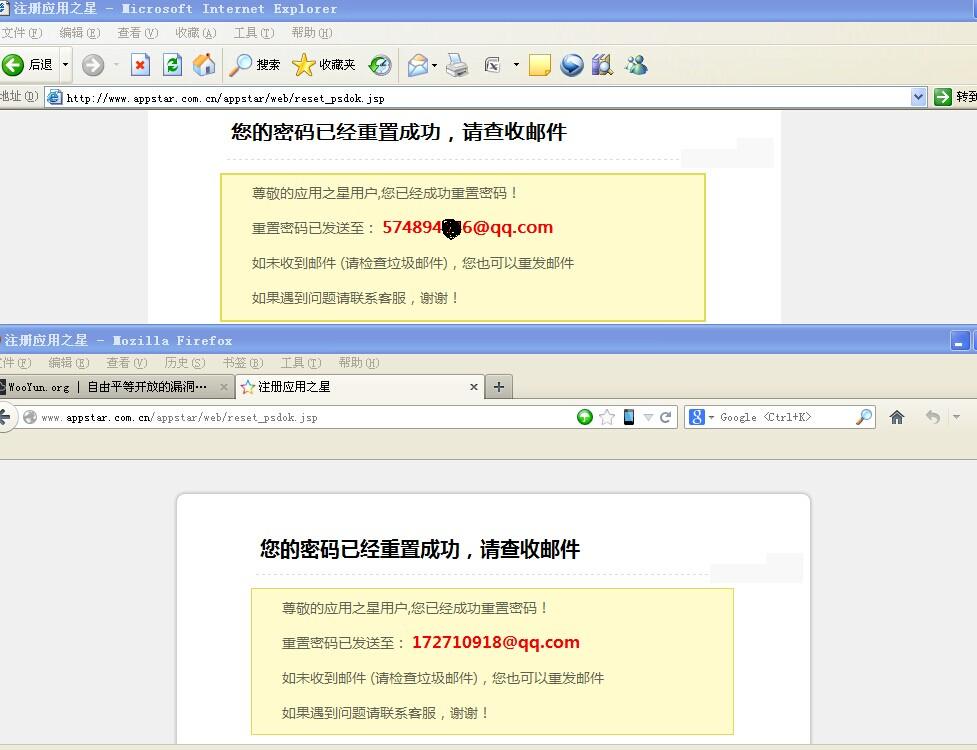 注册应用之星 - Microsoft Internet Explorer
文件(F) 编辑(E) 查看(V) 收藏(A) 工具(T) 帮助(H)
后退 搜索 收藏夹
地址(D) http://www.appstar.com.cn/appstar/web/reset_psdok.jsp 转到
您的密码已经重置成功，请查收邮件
尊敬的应用之星用户,您已经成功重置密码！
重置密码已发送至： 574894 6@qq.com
如未收到邮件 (请检查垃圾邮件)，您也可以重发邮件
如果遇到问题请联系客服，谢谢！
注册应用之星 - Mozilla Firefox
件(F) 编辑(E) 查看(V) 历史(S) 书签(B) 工具(T) 帮助(H)
WooYun.org | 自由平等开放的漏洞··· 注册应用之星
www.appstar.com.cn/appstar/web/reset_psdok.jsp Google <Ctrl+K>
您的密码已经重置成功，请查收邮件
尊敬的应用之星用户,您已经成功重置密码！
重置密码已发送至： 172710918@qq.com
如未收到邮件 (请检查垃圾邮件)，您也可以重发邮件
如果遇到问题请联系客服，谢谢！